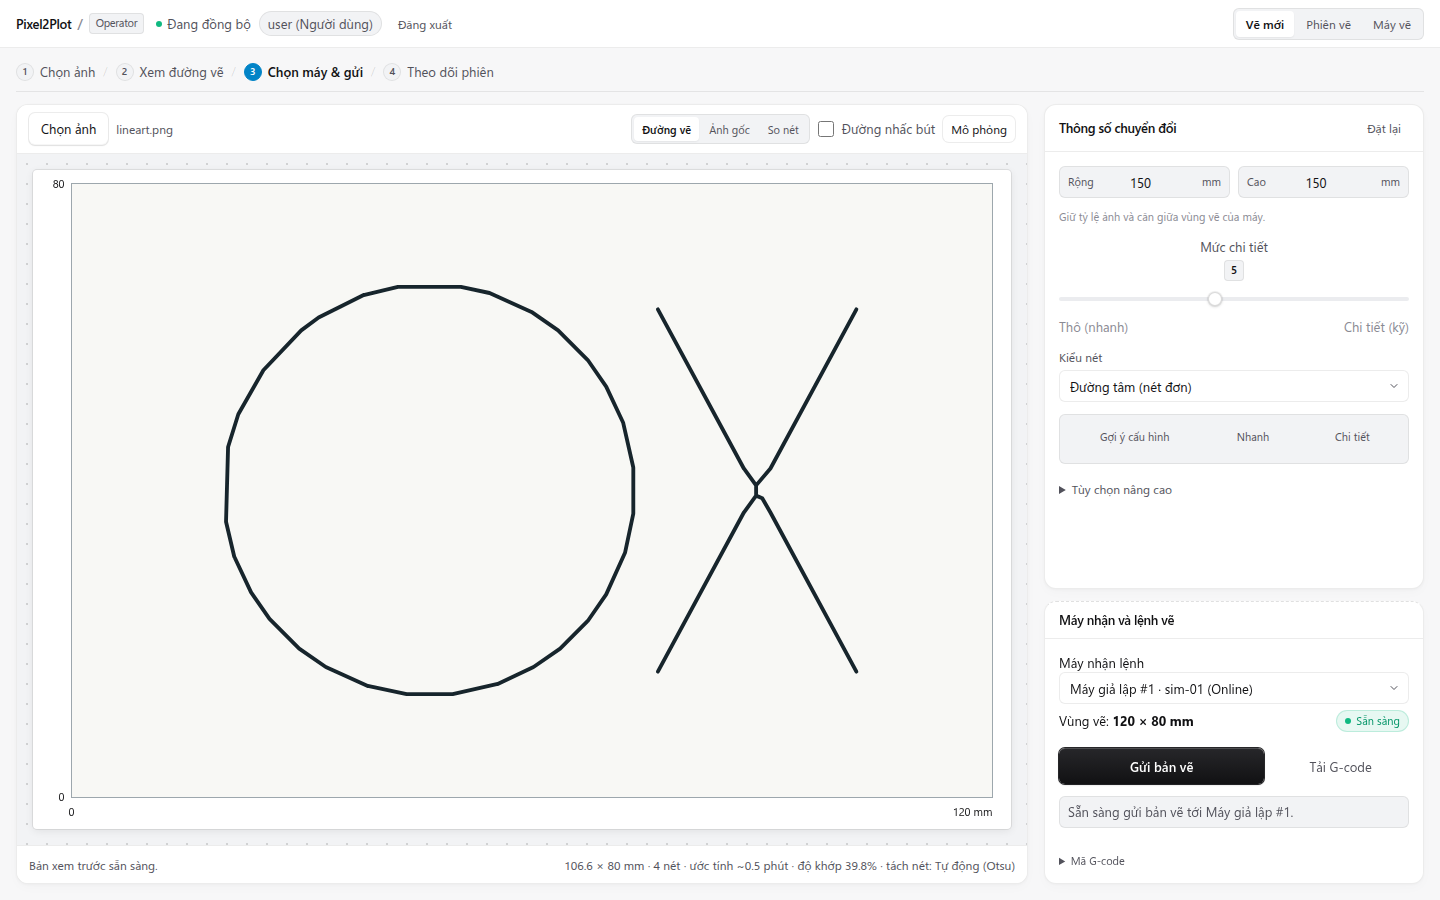 Pixel2Plot / Operator Đang đồng bộ user (Người dùng) Đăng xuất Vẽ mới Phiên vẽ Máy vẽ
1 Chọn ảnh / 2 Xem đường vẽ / 3 Chọn máy & gửi / 4 Theo dõi phiên
Chọn ảnh lineart.png Đường vẽ Ảnh gốc So nét Đường nhấc bút Mô phỏng
80
0
0 120 mm
Bản xem trước sẵn sàng. 106.6 × 80 mm · 4 nét · ước tính ~0.5 phút · độ khớp 39.8% · tách nét: Tự động (Otsu)
Thông số chuyển đổi Đặt lại
Rộng 150 mm Cao 150 mm
Giữ tỷ lệ ảnh và căn giữa vùng vẽ của máy.
Mức chi tiết
5
Thô (nhanh) Chi tiết (kỹ)
Kiểu nét
Đường tâm (nét đơn)
Gợi ý cấu hình Nhanh Chi tiết
Tùy chọn nâng cao
Máy nhận và lệnh vẽ
Máy nhận lệnh
Máy giả lập #1 · sim-01 (Online)
Vùng vẽ: 120 × 80 mm Sẵn sàng
Gửi bản vẽ Tải G-code
Sẵn sàng gửi bản vẽ tới Máy giả lập #1.
Mã G-code